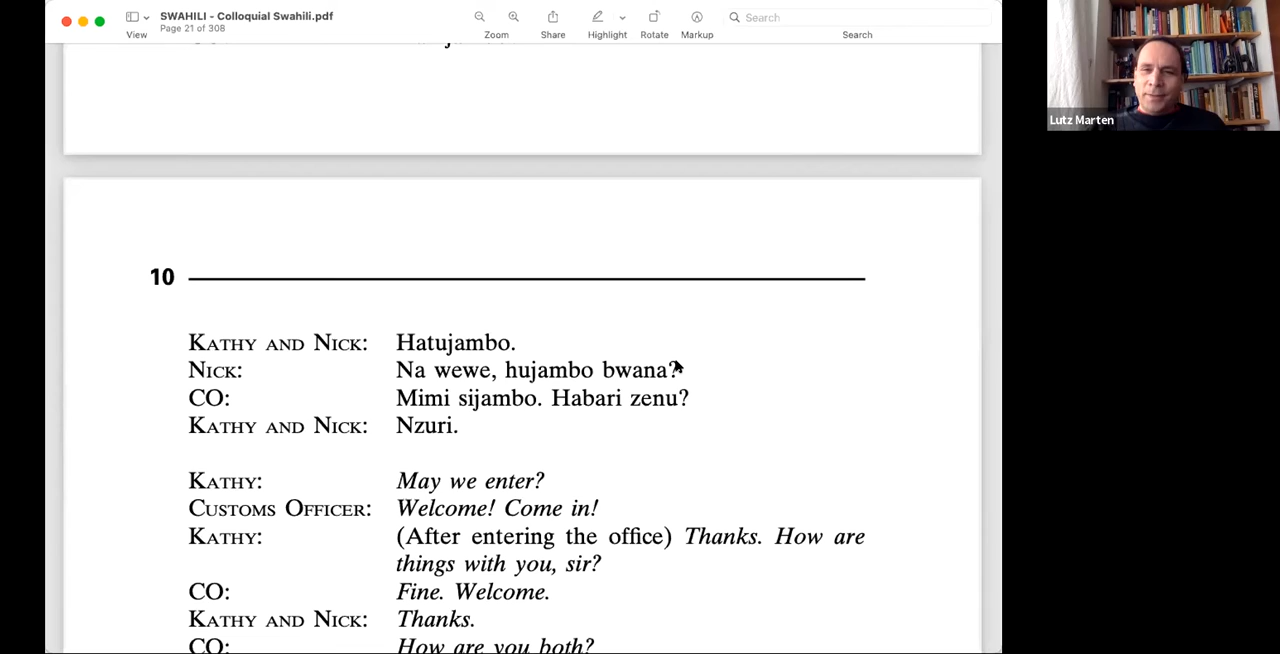 SWAHILI - Colloquial Swahili.pdf
Page 21 of 308
View
Zoom
Share
Highlight
Rotate
Markup
Search
Search
Lutz Marten
10
KATHY AND NICK: Hatujambo.
NICK: Na wewe, hujambo bwana?
CO: Mimi sijambo. Habari zenu?
KATHY AND NICK: Nzuri.
KATHY: May we enter?
CUSTOMS OFFICER: Welcome! Come in!
KATHY: (After entering the office) Thanks. How are
things with you, sir?
CO: Fine. Welcome.
KATHY AND NICK: Thanks.
CO: How are you both?